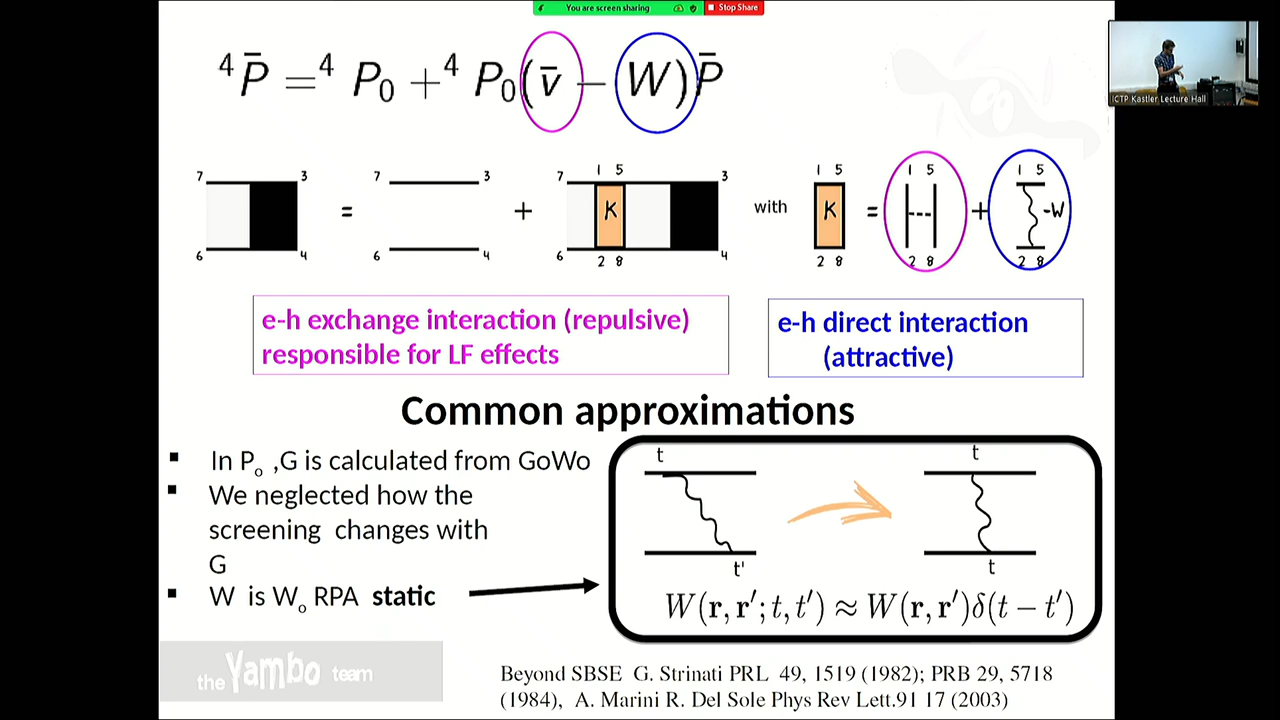 You are screen sharing Stop Share
ICTP Kastler Lecture Hall
⁴P̄ = ⁴P₀ + ⁴P₀(v̄ − W)P̄
7 3 7 3 7 1 5 3 1 5 1 5 1 5
= + K with K = + -W
6 4 6 4 6 2 8 4 2 8 2 8 2 8
e-h exchange interaction (repulsive)
responsible for LF effects
e-h direct interaction
(attractive)
Common approximations
▪ In Pₒ ,G is calculated from GoWo
▪ We neglected how the
screening changes with
G
▪ W is Wₒ RPA static
t t
t' t
W(r, r′; t, t′) ≈ W(r, r′)δ(t − t′)
the Yambo team
Beyond SBSE G. Strinati PRL 49, 1519 (1982); PRB 29, 5718
(1984), A. Marini R. Del Sole Phys Rev Lett.91 17 (2003)